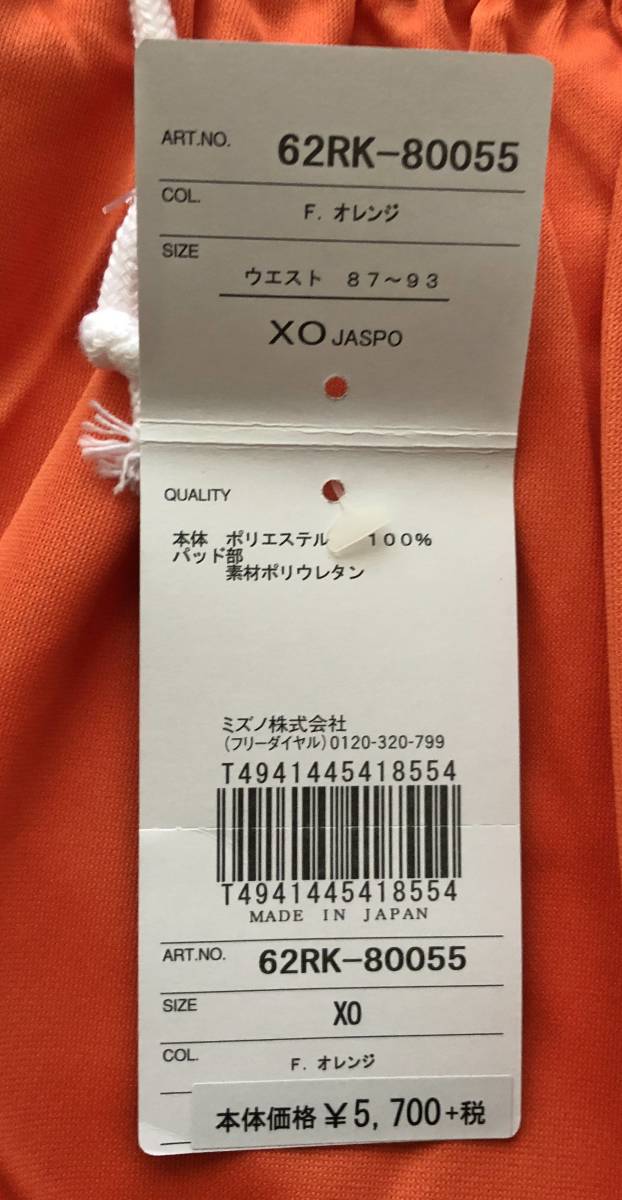 ART.NO. 62RK-80055
COL. F. オレンジ
SIZE
ウエスト 87〜93
XO JASPO
QUALITY
本体 ポリエステル 100%
パッド部
素材ポリウレタン
ミズノ株式会社
(フリーダイヤル)0120-320-799
T4941445418554
T4941445418554
MADE IN JAPAN
ART.NO. 62RK-80055
SIZE XO
COL. F. オレンジ
本体価格¥5,700+税